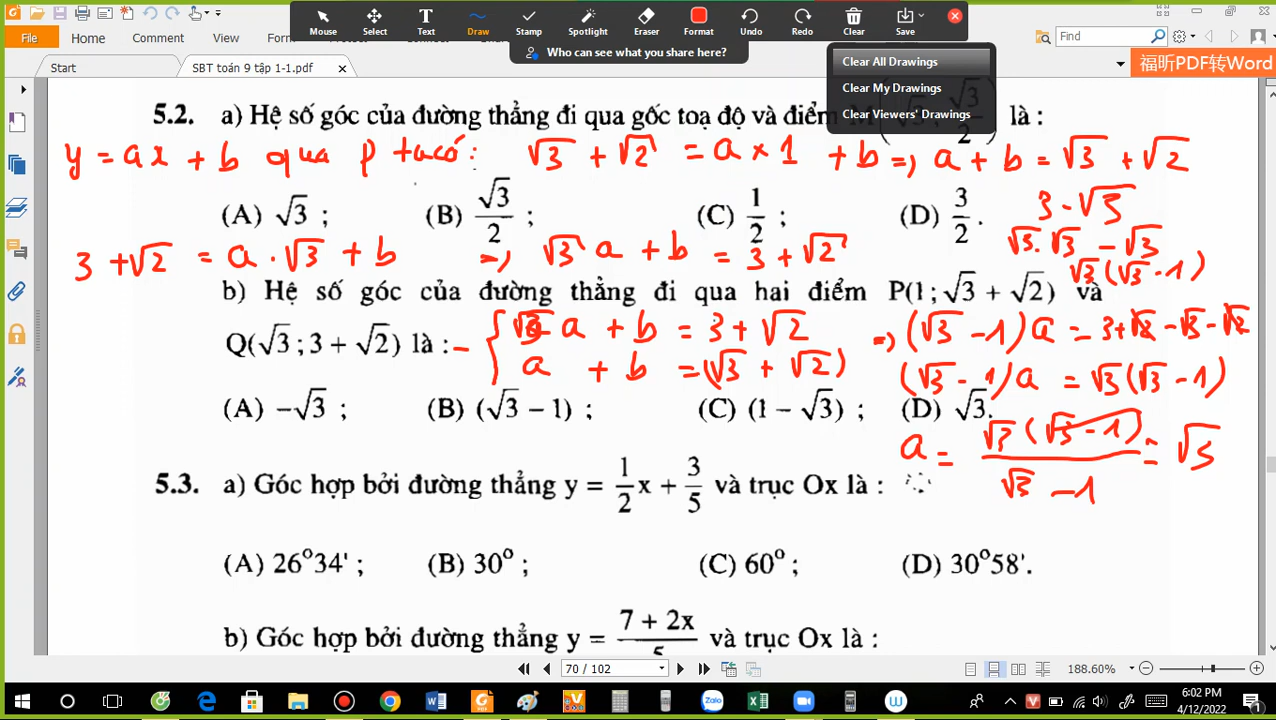 Mouse Select Text Draw Stamp Spotlight Eraser Format Undo Redo Clear Save
Who can see what you share here?
File Home Comment View Find
福昕PDF转Word
Start SBT toán 9 tập 1-1.pdf
Clear All Drawings
Clear My Drawings
Clear Viewers' Drawings
5.2. a) Hệ số góc của đường thẳng đi qua gốc toạ độ và điểm M(√3 ; √3/2) là :
y = ax + b qua P ta có: √3 + √2 = a × 1 + b => a + b = √3 + √2
(A) √3 ; (B) √3/2 ; (C) 1/2 ; (D) 3/2.
3 - √3
√3. √3 - √3
√3(√3 - 1)
3 + √2 = a . √3 + b => √3 a + b = 3 + √2
b) Hệ số góc của đường thẳng đi qua hai điểm P(1 ; √3 + √2) và
Q(√3 ; 3 + √2) là :
- { √3 a + b = 3 + √2 => (√3 - 1) a = 3 + √2 - √3 - √2
a + b = (√3 + √2) (√3 - 1) a = √3(√3 - 1)
(A) -√3 ; (B) (√3 - 1) ; (C) (1 - √3) ; (D) √3.
a = √3(√3 - 1) / √3 - 1 = √3
5.3. a) Góc hợp bởi đường thẳng y = 1/2 x + 3/5 và trục Ox là :
(A) 26°34' ; (B) 30° ; (C) 60° ; (D) 30°58'.
b) Góc hợp bởi đường thẳng y = 7 + 2x / 5 và trục Ox là :
70 / 102 188.60%
Zalo
6:02 PM
4/12/2022